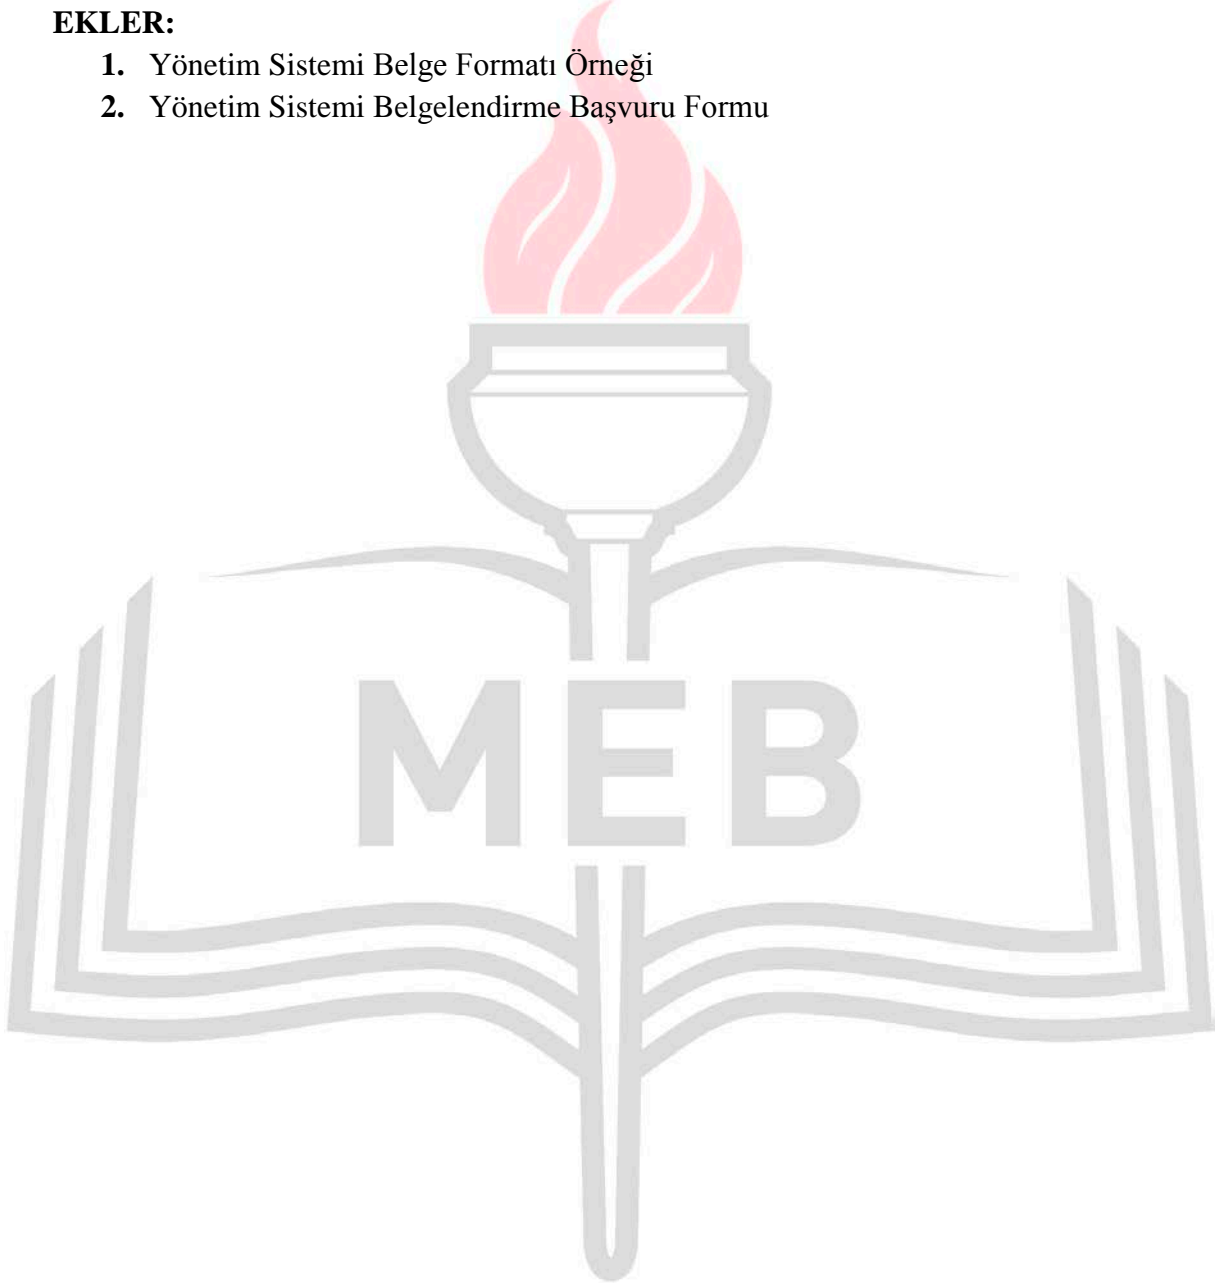 EKLER:
1. Yönetim Sistemi Belge Formatı Örneği
2. Yönetim Sistemi Belgelendirme Başvuru Formu
MEB